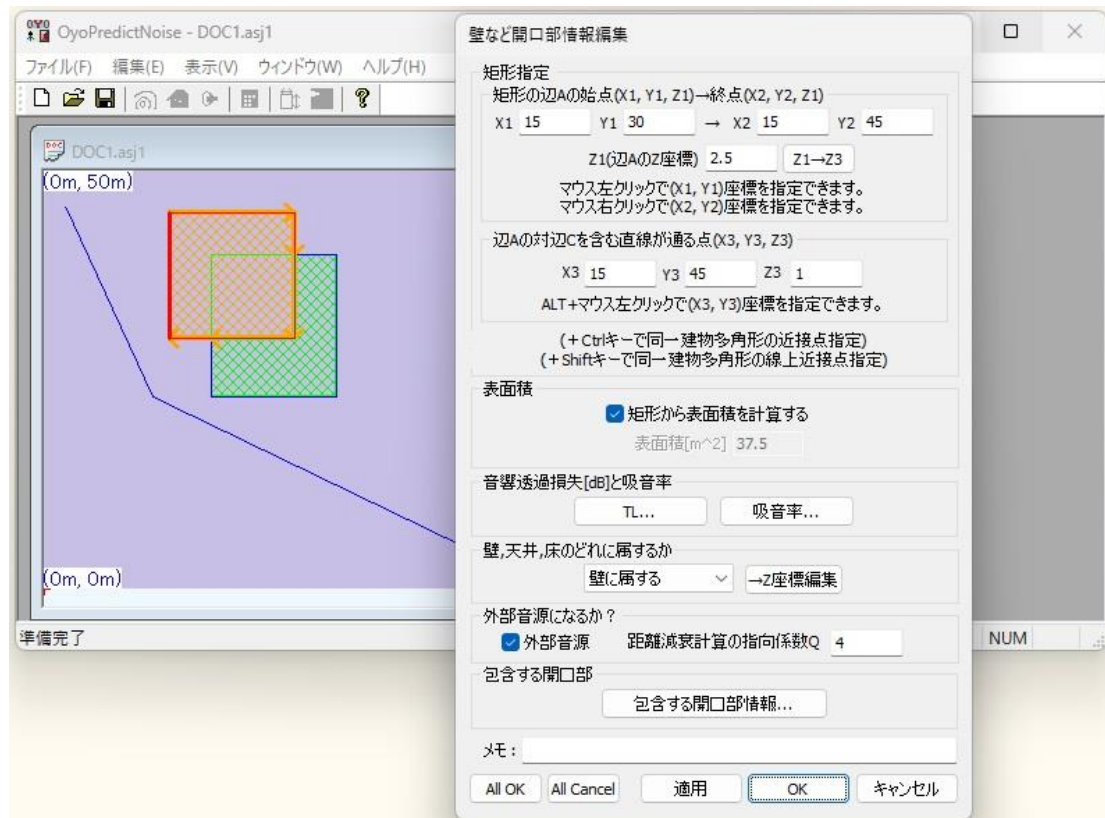 OyoPredictNoise - DOC1.asj1
ファイル(F) 編集(E) 表示(V) ウィンドウ(W) ヘルプ(H)
DOC1.asj1
(0m, 50m)
(0m, 0m)
準備完了
NUM
壁など開口部情報編集
矩形指定
矩形の辺Aの始点(X1, Y1, Z1)→終点(X2, Y2, Z1)
X1 15 Y1 30 → X2 15 Y2 45
Z1(辺AのZ座標) 2.5 Z1→Z3
マウス左クリックで(X1, Y1)座標を指定できます。
マウス右クリックで(X2, Y2)座標を指定できます。
辺Aの対辺Cを含む直線が通る点(X3, Y3, Z3)
X3 15 Y3 45 Z3 1
ALT+マウス左クリックで(X3, Y3)座標を指定できます。
(+Ctrlキーで同一建物多角形の近接点指定)
(+Shiftキーで同一建物多角形の線上近接点指定)
表面積
矩形から表面積を計算する
表面積[m^2] 37.5
音響透過損失[dB]と吸音率
TL... 吸音率...
壁,天井,床のどれに属するか
壁に属する →Z座標編集
外部音源になるか?
外部音源 距離減衰計算の指向係数Q 4
包含する開口部
包含する開口部情報...
メモ:
All OK All Cancel 適用 OK キャンセル